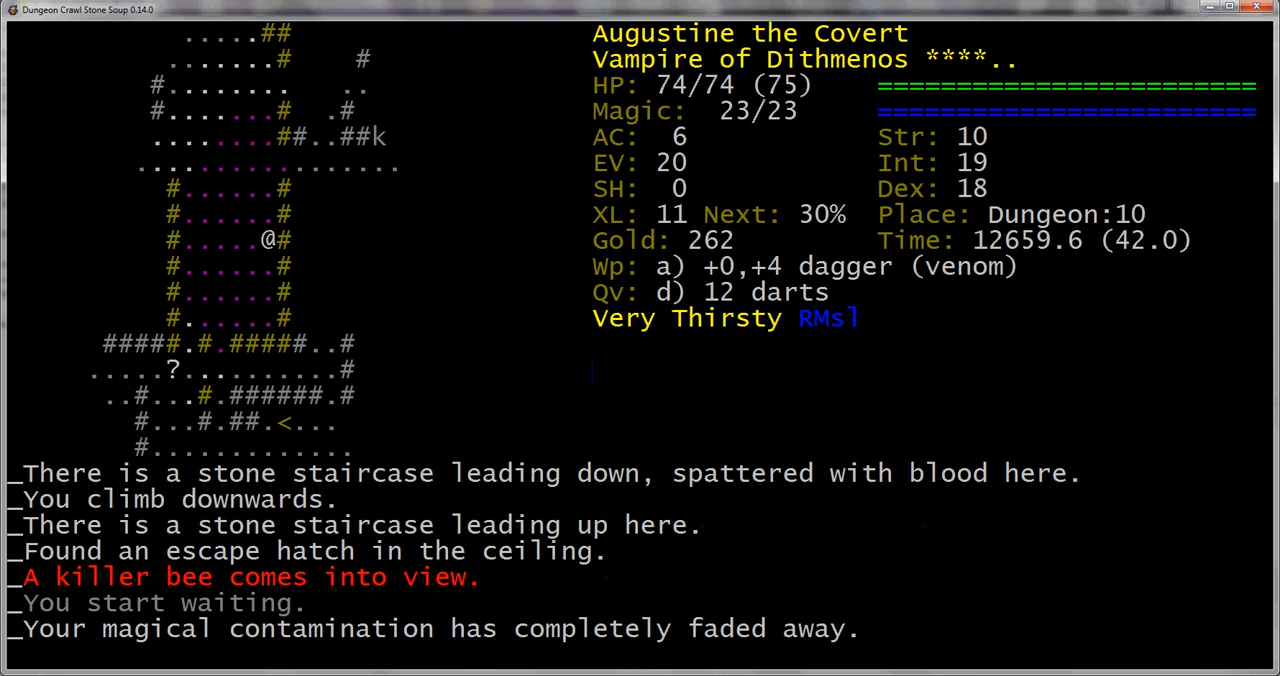 Dungeon Crawl Stone Soup 0.14.0
.....##
.......# #
#........ ..
#.......# .#
.........##..##k
.................
#......#
#......#
#.....@#
#......#
#......#
#......#
#####.#.#####..#
.....?..........#
..#...#.######.#
#...#.##.<...
#.............
Augustine the Covert
Vampire of Dithmenos ****..
HP: 74/74 (75) ========================
Magic: 23/23 ========================
AC: 6 Str: 10
EV: 20 Int: 19
SH: 0 Dex: 18
XL: 11 Next: 30% Place: Dungeon:10
Gold: 262 Time: 12659.6 (42.0)
Wp: a) +0,+4 dagger (venom)
Qv: d) 12 darts
Very Thirsty RMsl
_There is a stone staircase leading down, spattered with blood here.
_You climb downwards.
_There is a stone staircase leading up here.
_Found an escape hatch in the ceiling.
_A killer bee comes into view.
_You start waiting.
_Your magical contamination has completely faded away.